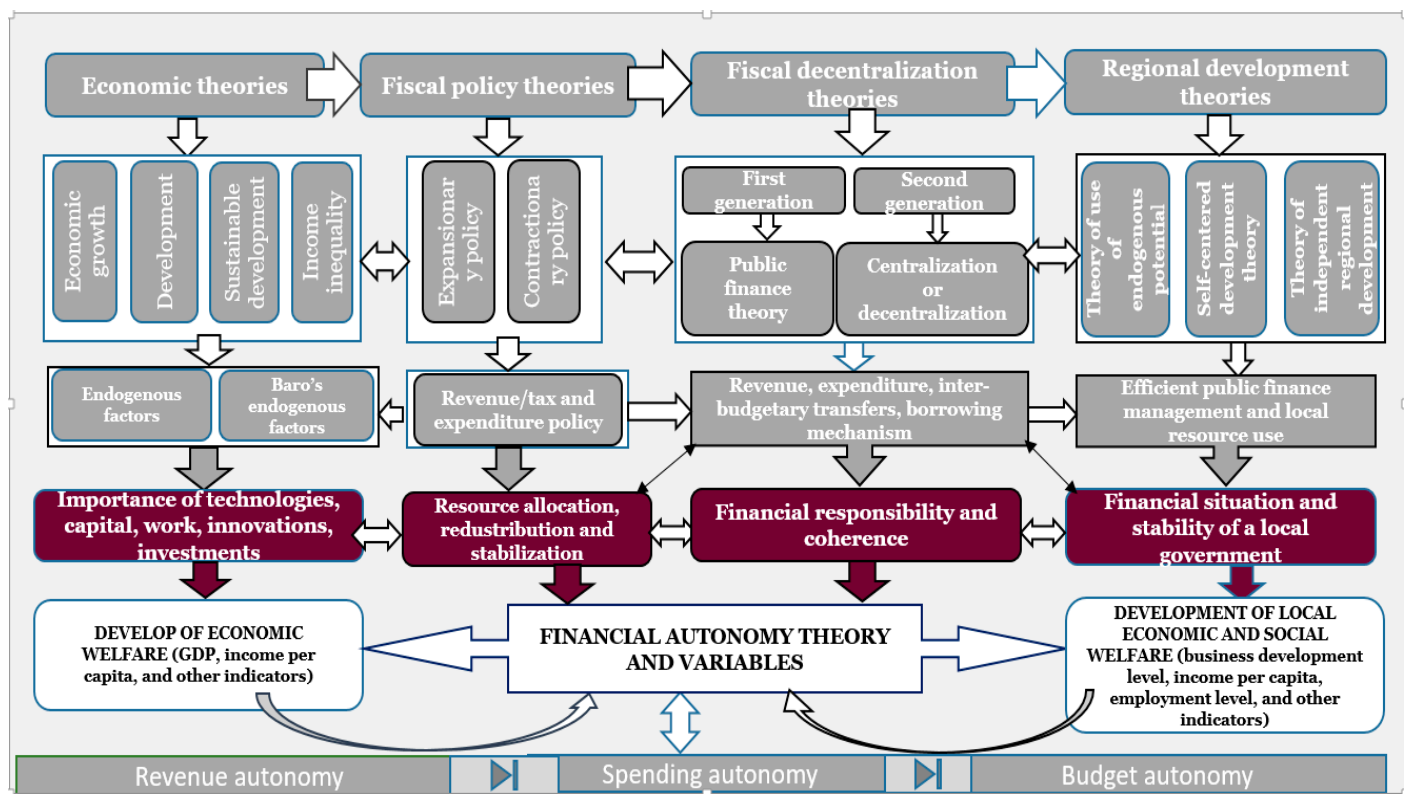 Economic theories
Fiscal policy theories
Fiscal decentralization
theories
Regional development
theories
Economic
growth
Development
Sustainable
development
Income
inequality
Expansionar
y policy
Contractiona
ry policy
First
generation
Second
generation
Public
finance
theory
Centralization
or
decentralization
Theory of use
of
endogenous
potential
Self-centered
development
theory
Theory of
independent
regional
development
Endogenous
factors
Baro's
endogenous
factors
Revenue/tax and
expenditure policy
Revenue, expenditure, inter-
budgetary transfers, borrowing
mechanism
Efficient public finance
management and local
resource use
Importance of technologies,
capital, work, innovations,
investments
Resource allocation,
redustribution and
stabilization
Financial responsibility and
coherence
Financial situation and
stability of a local
government
DEVELOP OF ECONOMIC
WELFARE (GDP, income per
capita, and other indicators)
FINANCIAL AUTONOMY THEORY
AND VARIABLES
DEVELOPMENT OF LOCAL
ECONOMIC AND SOCIAL
WELFARE (business development
level, income per capita,
employment level, and other
indicators)
Revenue autonomy
Spending autonomy
Budget autonomy